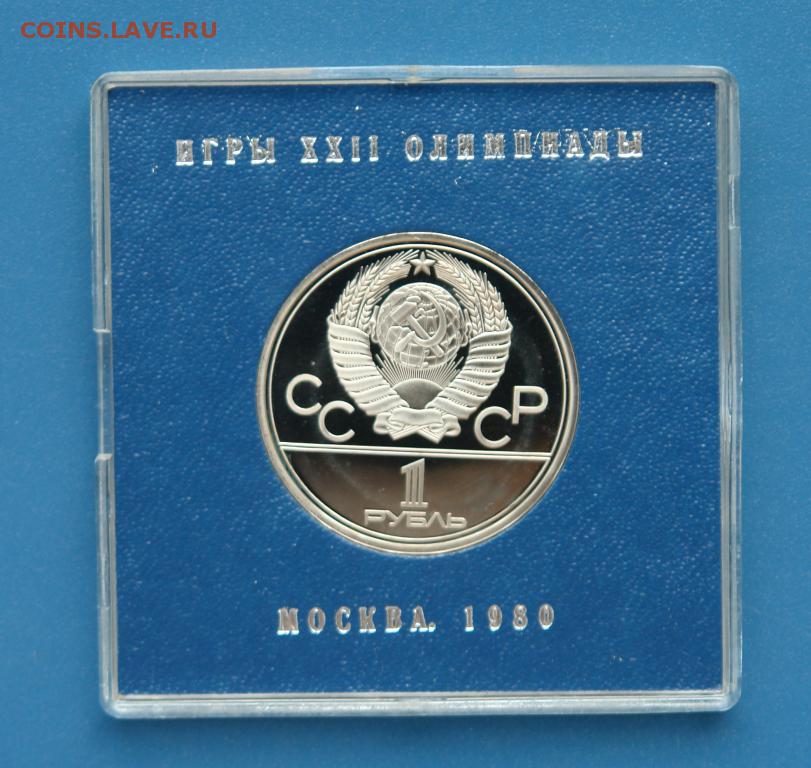 COINS.LAVE.RU
ИГРЫ XXII ОЛИМПИАДЫ
СССР
1
РУБЛЬ
МОСКВА. 1980